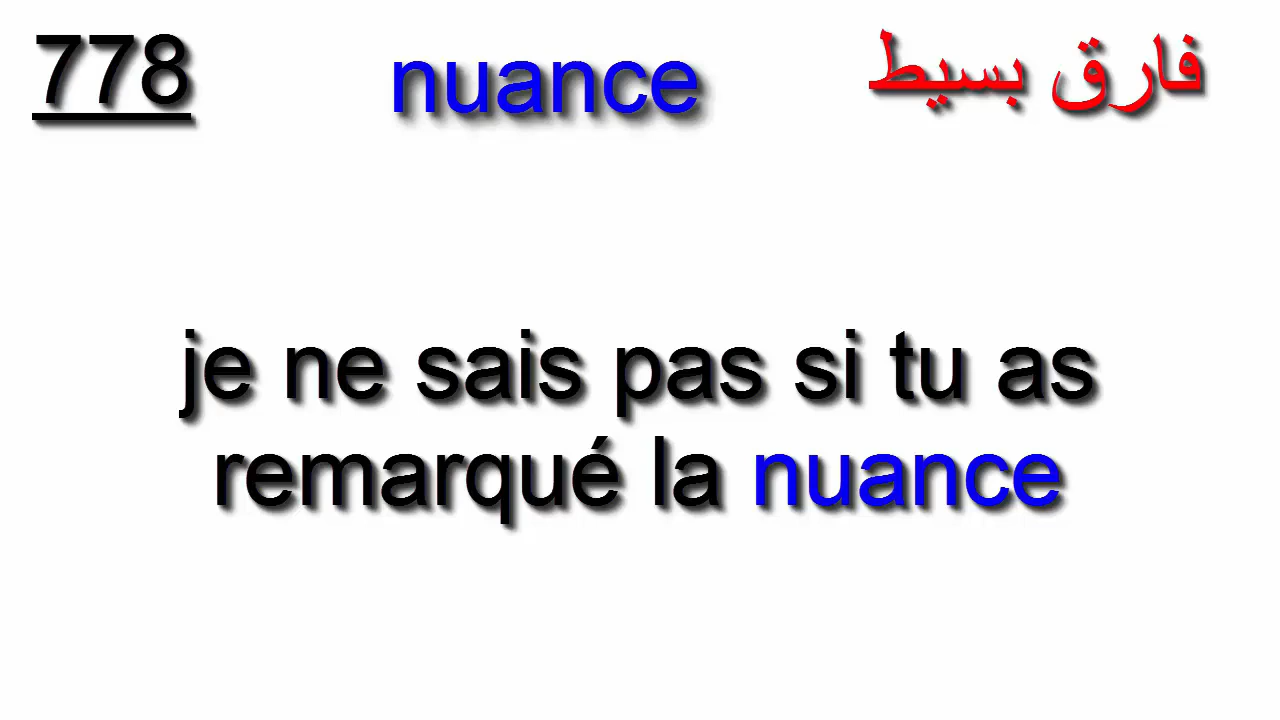 778
nuance
فارق بسيط
je ne sais pas si tu as
remarqué la nuance